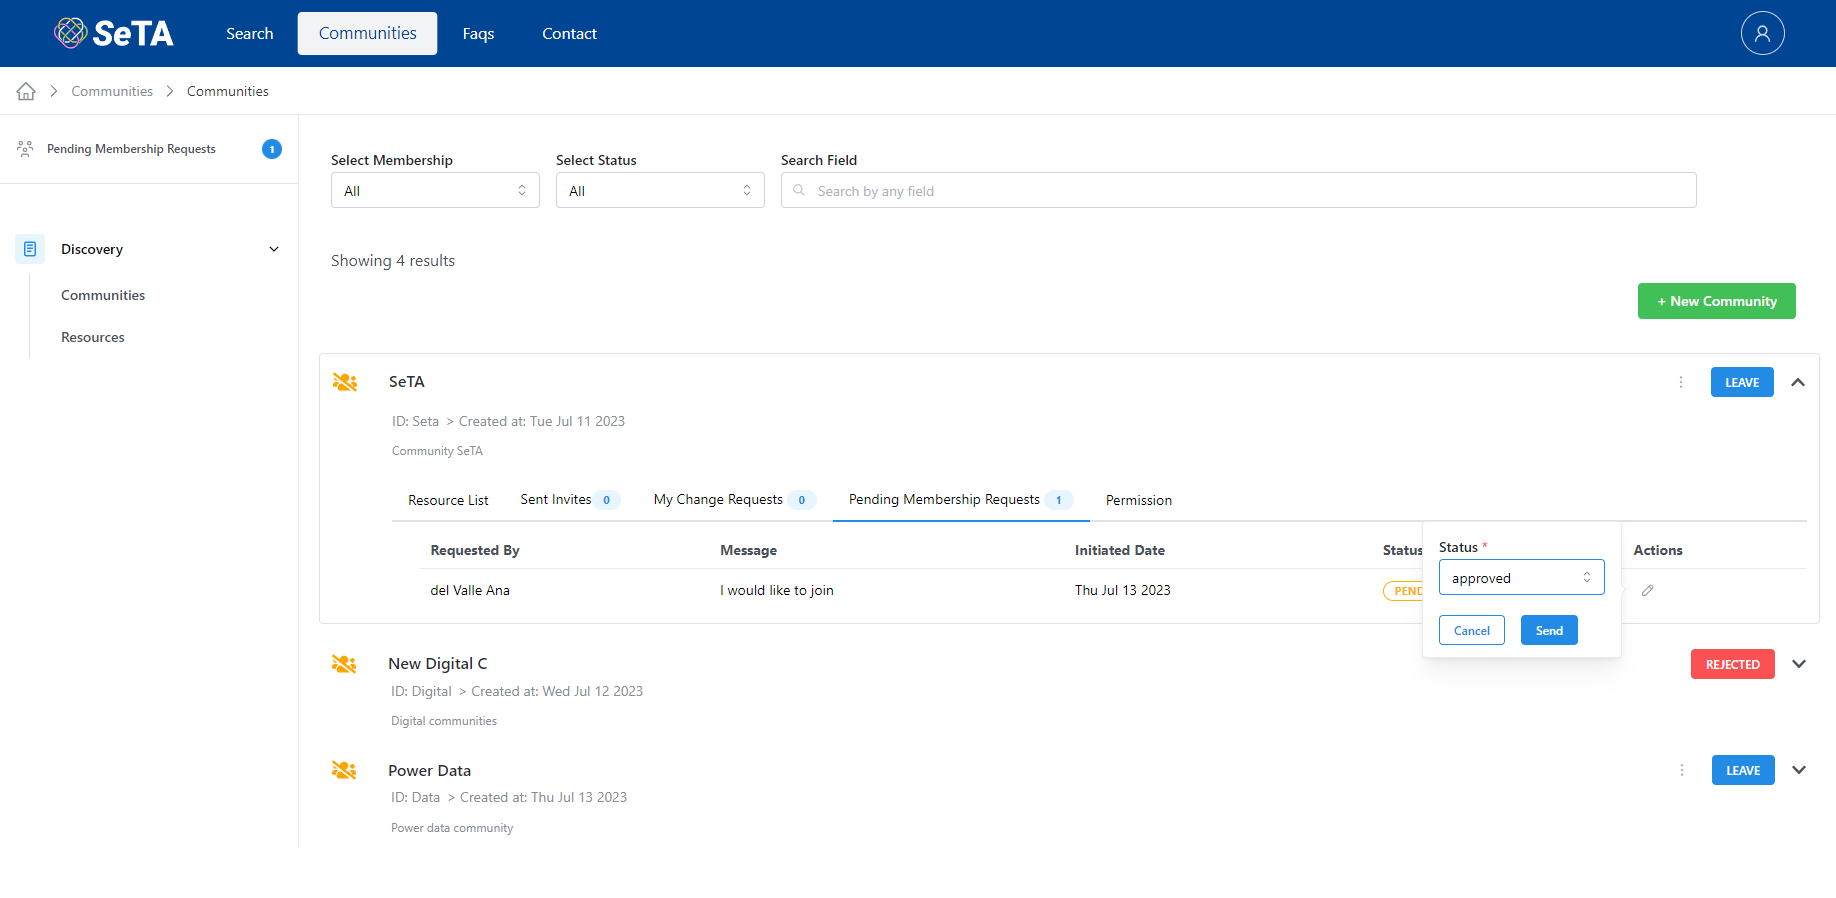 SeTA
Search
Communities
Faqs
Contact
Communities
Communities
Pending Membership Requests 1
Discovery
Communities
Resources
Select Membership
All
Select Status
All
Search Field
Search by any field
Showing 4 results
+ New Community
SeTA
LEAVE
ID: Seta > Created at: Tue Jul 11 2023
Community SeTA
Resource List
Sent Invites 0
My Change Requests 0
Pending Membership Requests 1
Permission
Requested By
Message
Initiated Date
Status
Actions
del Valle Ana
I would like to join
Thu Jul 13 2023
PEND
Status *
approved
Cancel
Send
New Digital C
REJECTED
ID: Digital > Created at: Wed Jul 12 2023
Digital communities
Power Data
LEAVE
ID: Data > Created at: Thu Jul 13 2023
Power data community